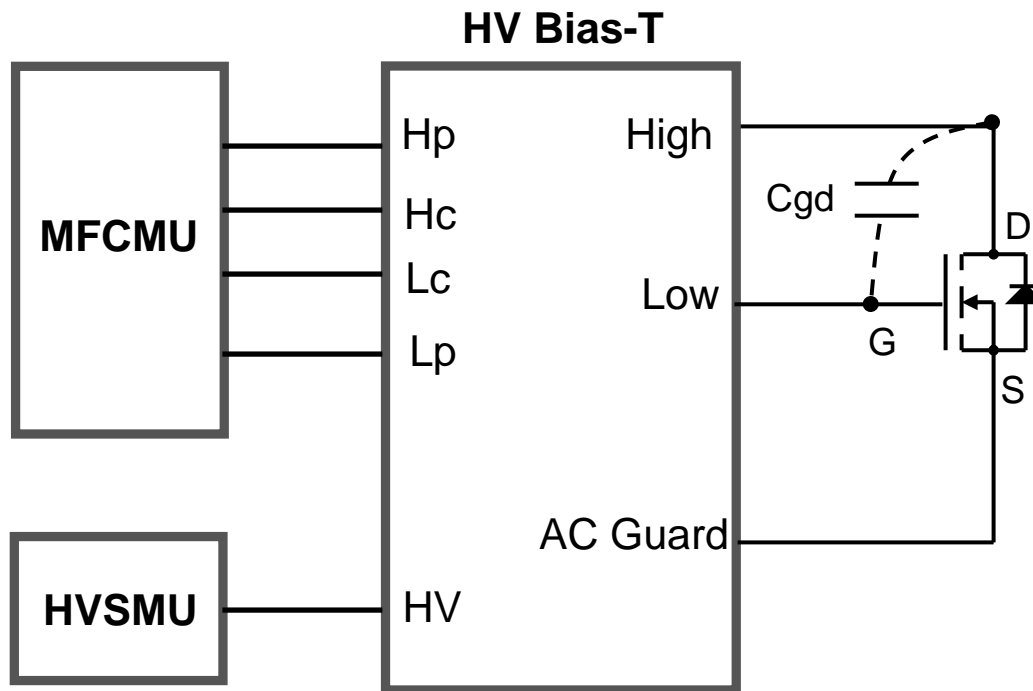 HV Bias-T
MFCMU
Hp
Hc
Lc
Lp
High
Low
AC Guard
Cgd
D
G
S
HVSMU
HV